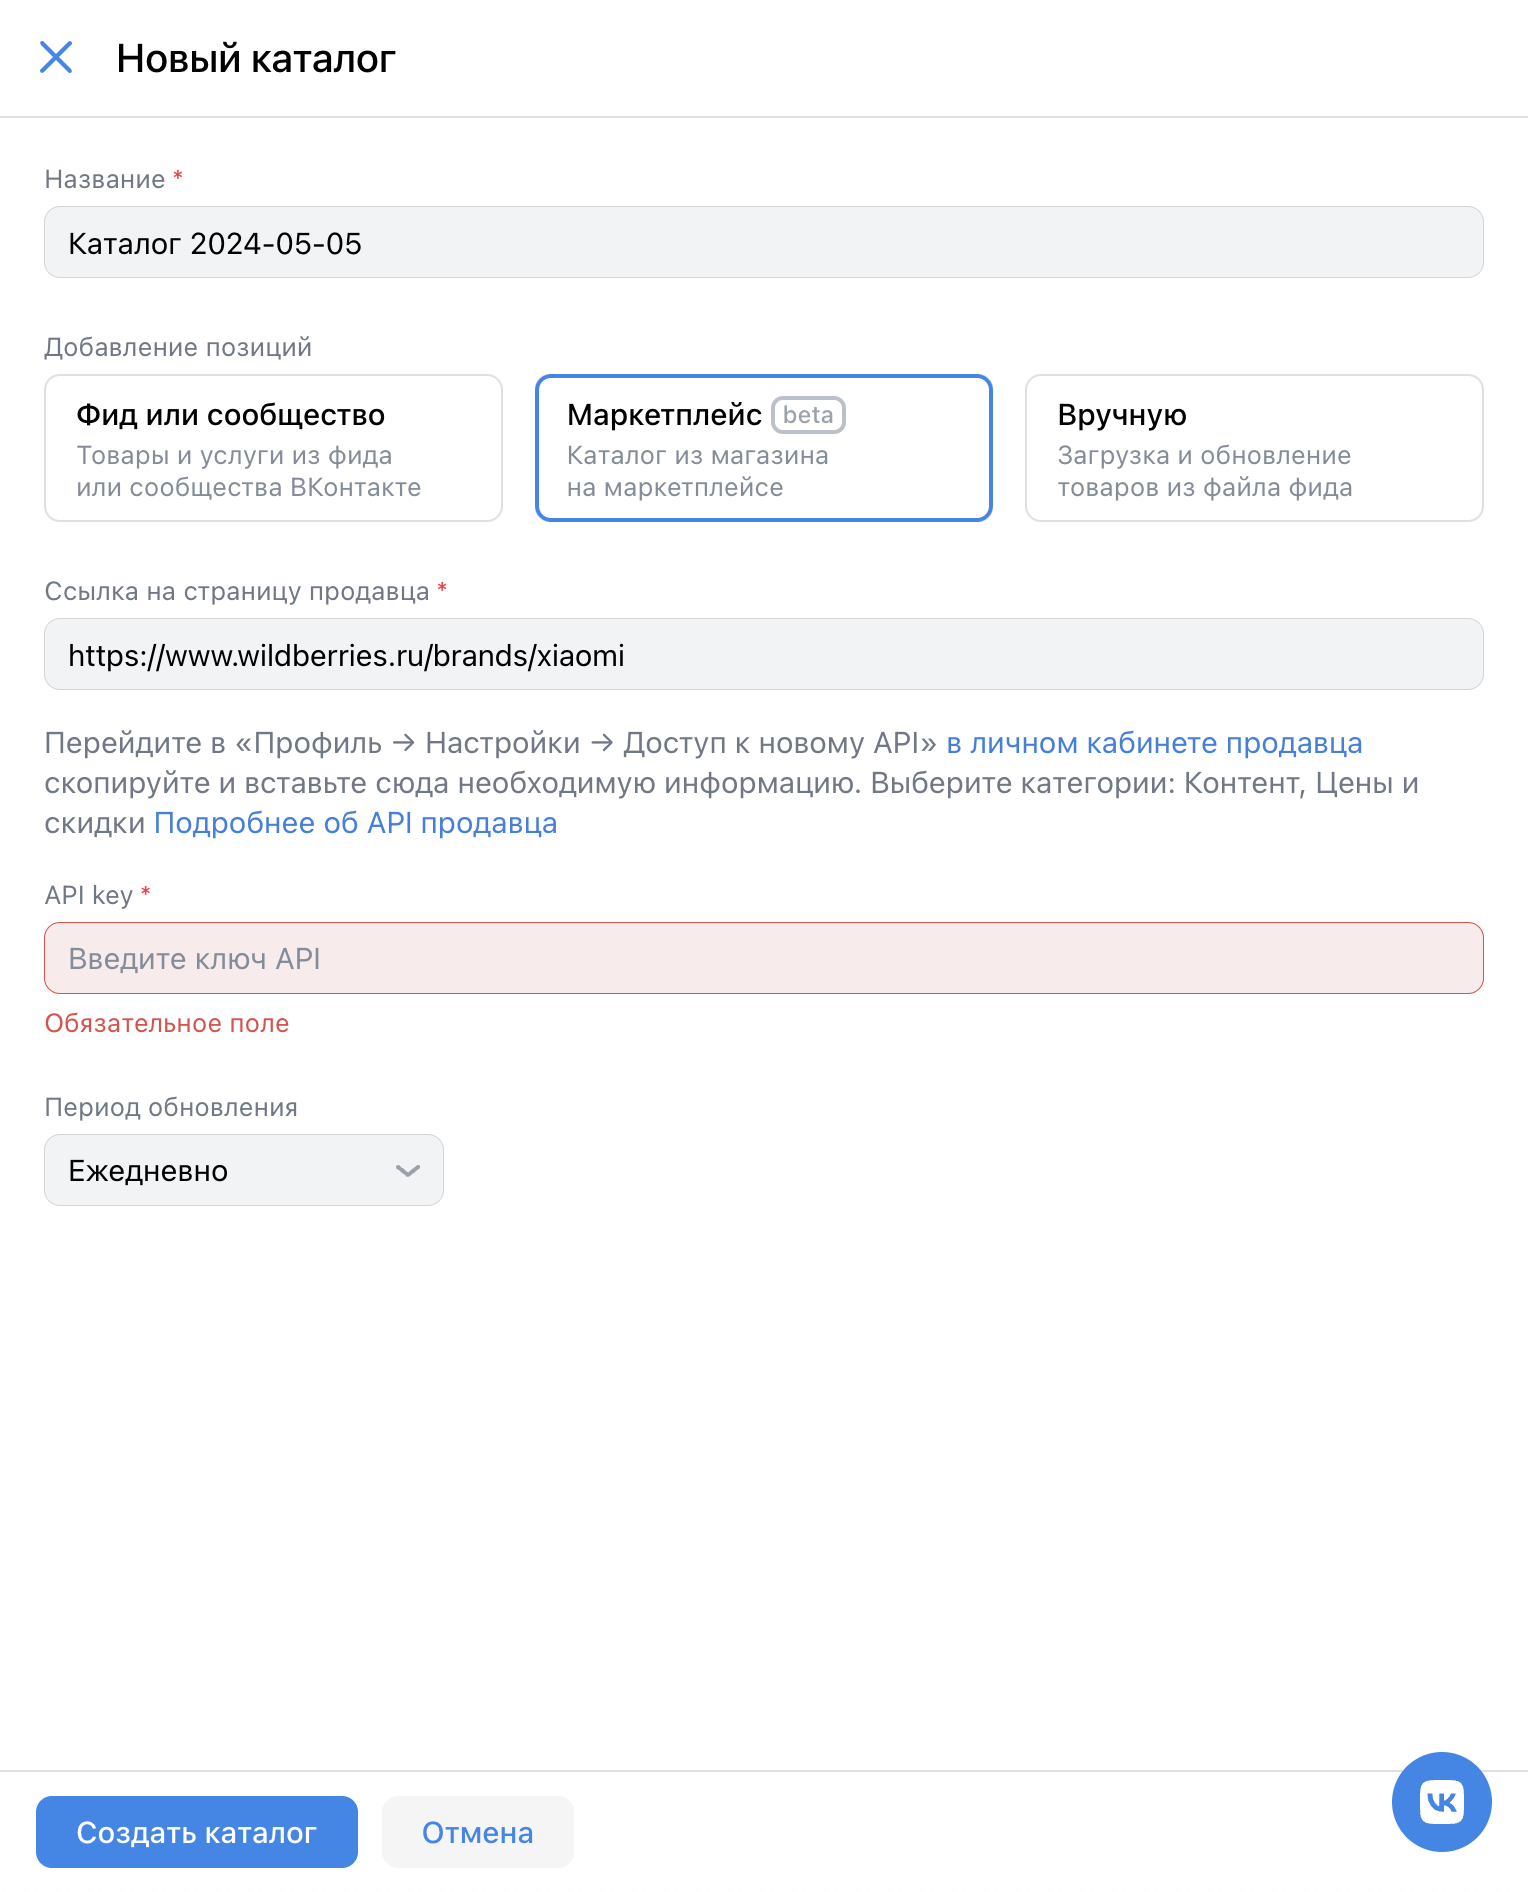 Новый каталог
Название *
Каталог 2024-05-05
Добавление позиций
Фид или сообщество
Товары и услуги из фида
или сообщества ВКонтакте
Маркетплейс beta
Каталог из магазина
на маркетплейсе
Вручную
Загрузка и обновление
товаров из файла фида
Ссылка на страницу продавца *
https://www.wildberries.ru/brands/xiaomi
Перейдите в «Профиль → Настройки → Доступ к новому API» в личном кабинете продавца
скопируйте и вставьте сюда необходимую информацию. Выберите категории: Контент, Цены и
скидки Подробнее об API продавца
API key *
Введите ключ API
Обязательное поле
Период обновления
Ежедневно
Создать каталог
Отмена